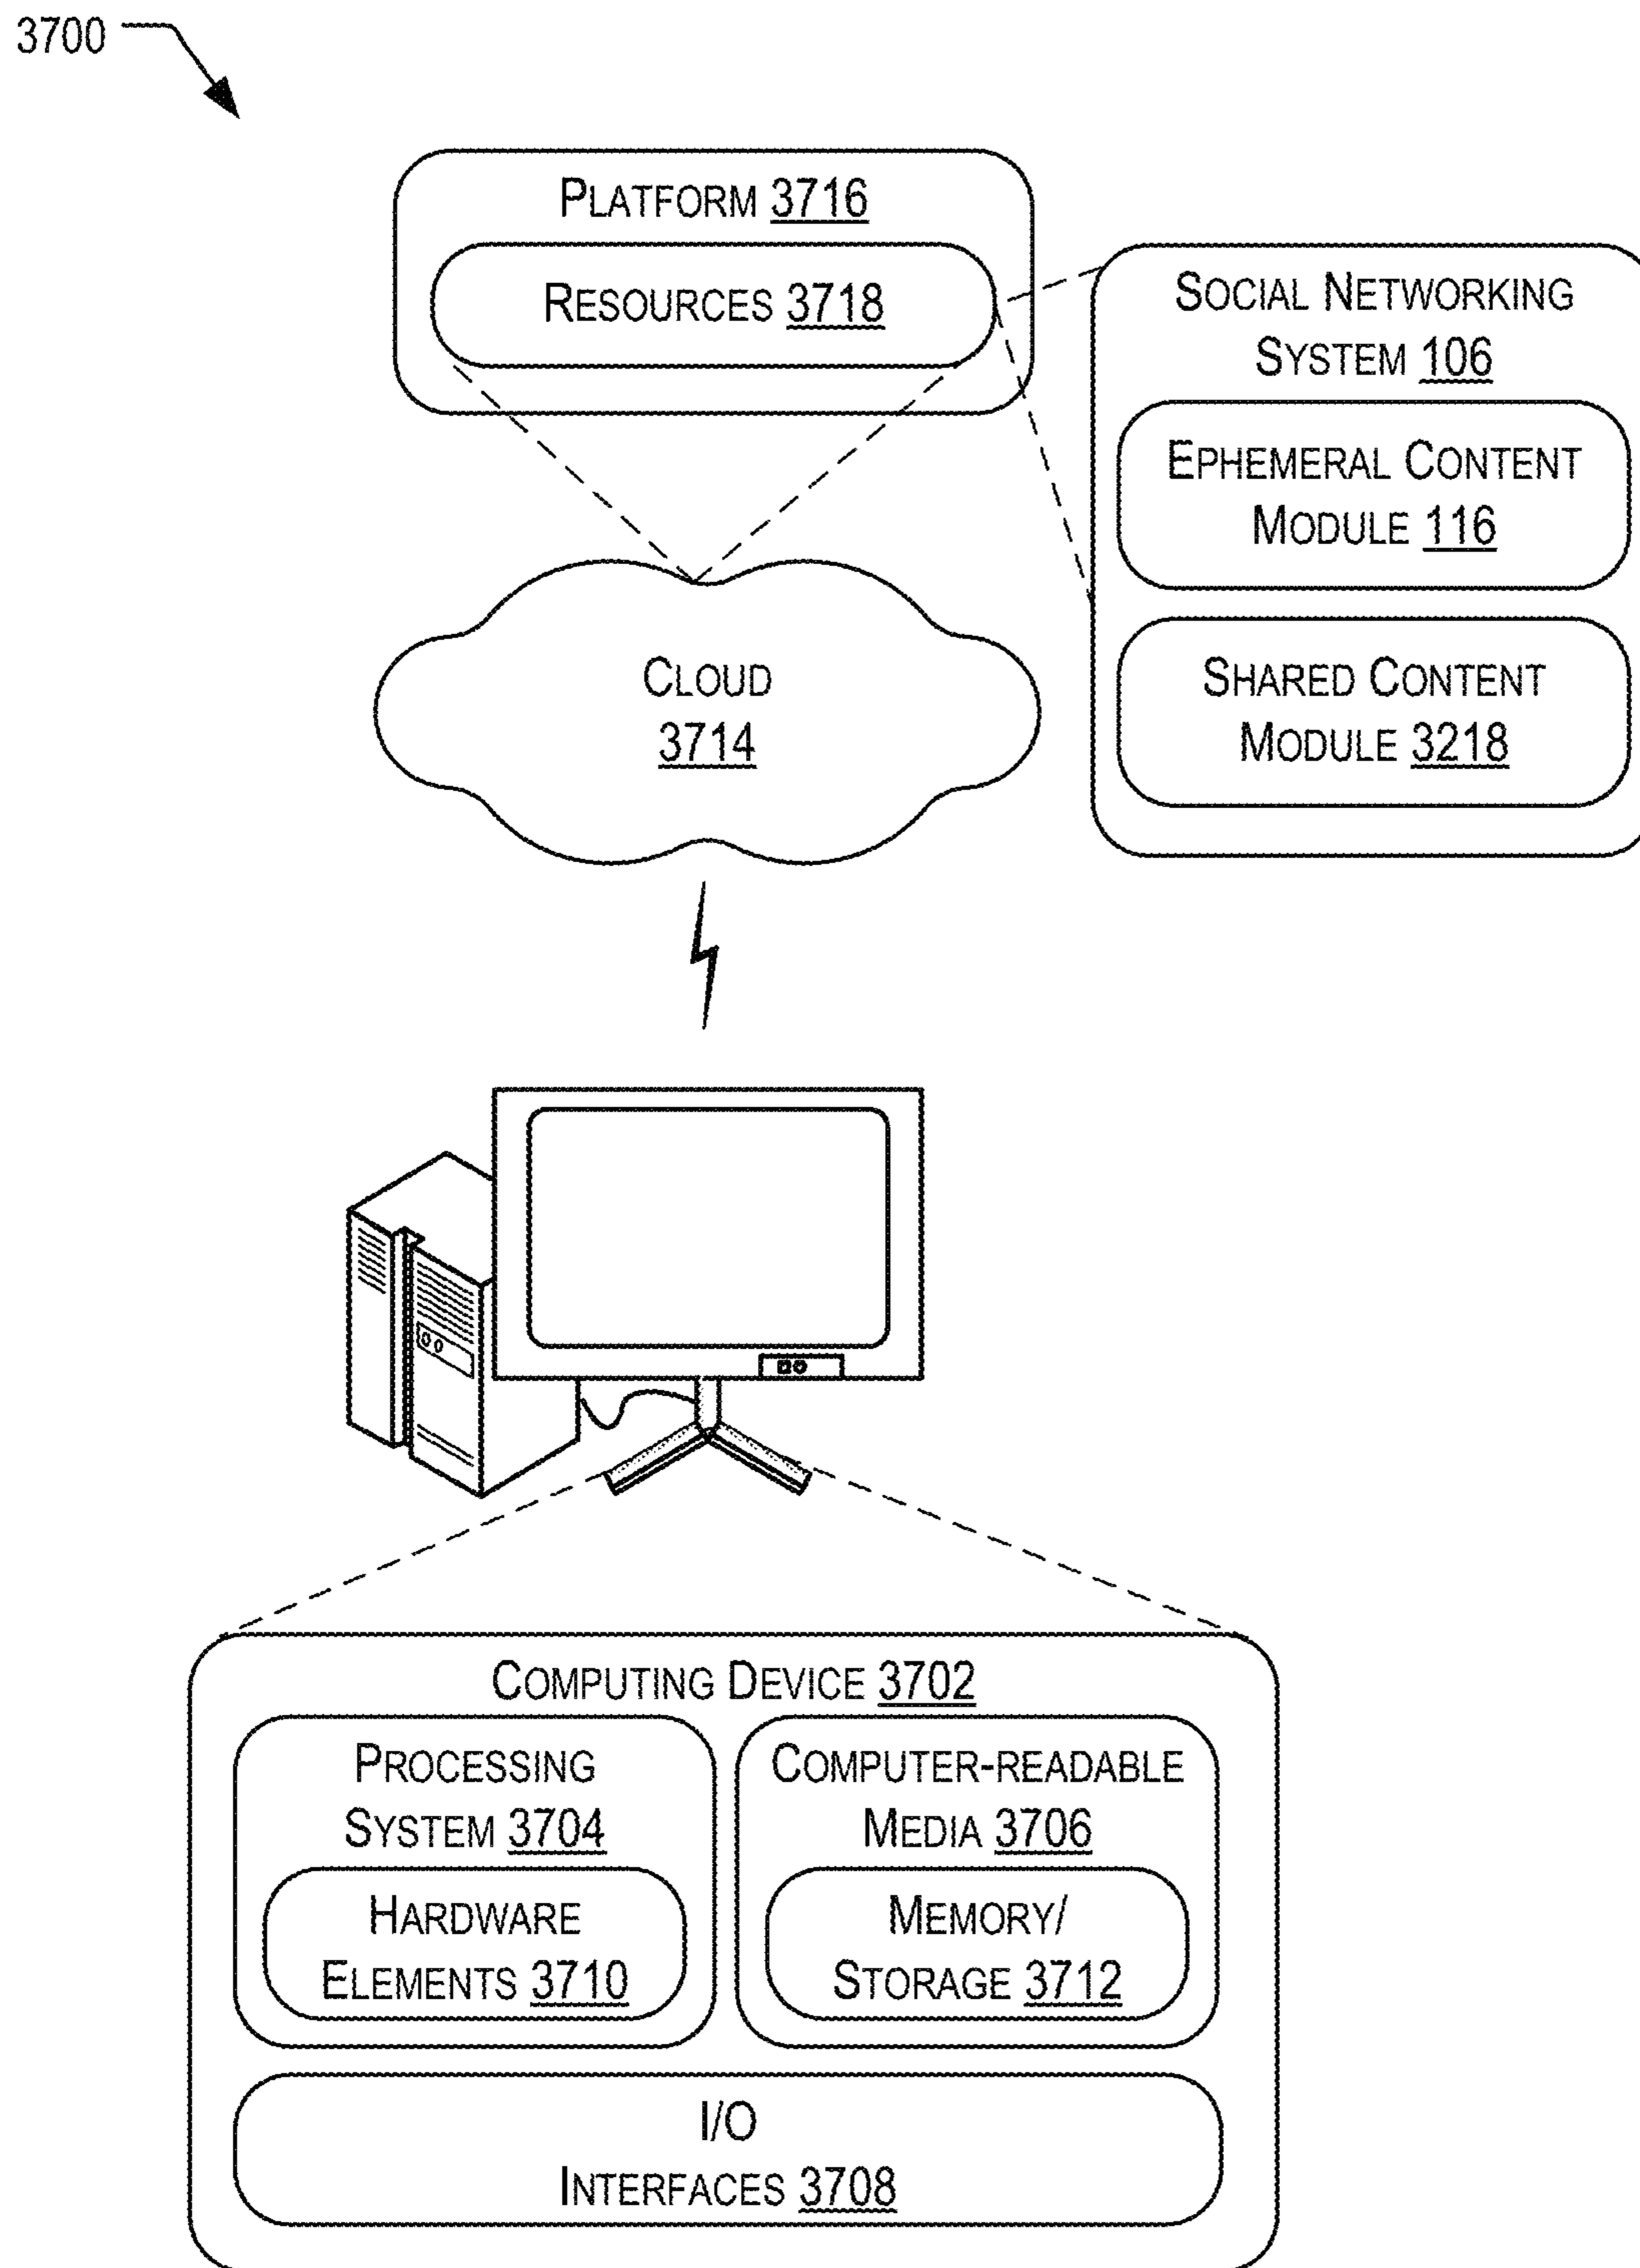 3700
PLATFORM 3716
RESOURCES 3718
SOCIAL NETWORKING
SYSTEM 106
EPHEMERAL CONTENT
MODULE 116
SHARED CONTENT
MODULE 3218
CLOUD
3714
COMPUTING DEVICE 3702
PROCESSING
SYSTEM 3704
HARDWARE
ELEMENTS 3710
COMPUTER-READABLE
MEDIA 3706
MEMORY/
STORAGE 3712
I/O
INTERFACES 3708